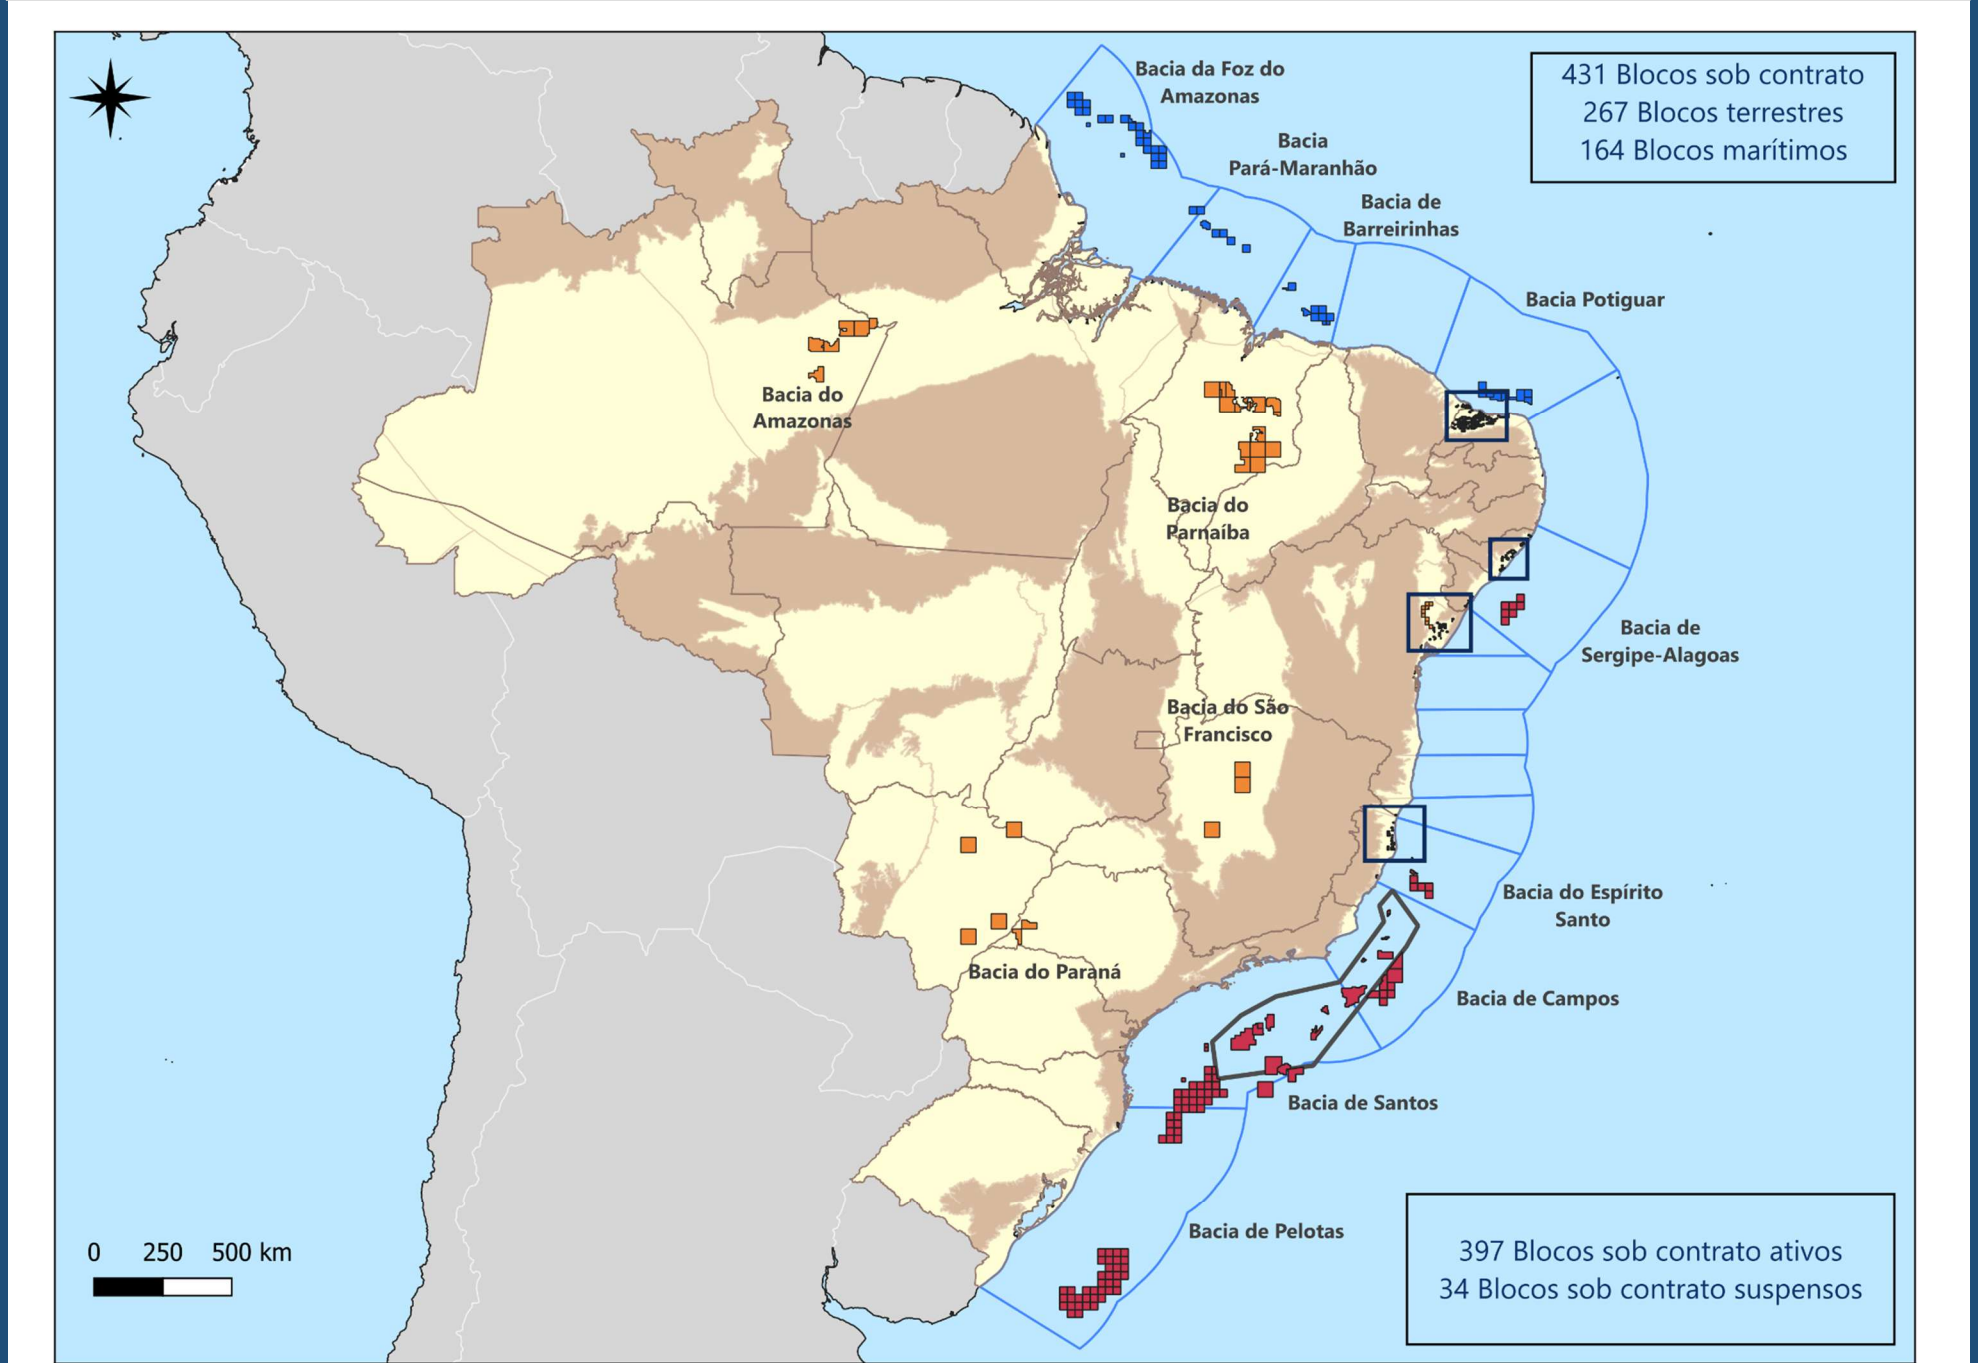 Bacia da Foz do
Amazonas
431 Blocos sob contrato
267 Blocos terrestres
164 Blocos marítimos
Bacia
Pará-Maranhão
Bacia de
Barreirinhas
Bacia Potiguar
Bacia do
Amazonas
Bacia do
Parnaíba
Bacia de
Sergipe-Alagoas
Bacia do São
Francisco
Bacia do Espírito
Santo
Bacia do Paraná
Bacia de Campos
Bacia de Santos
Bacia de Pelotas
0 250 500 km
397 Blocos sob contrato ativos
34 Blocos sob contrato suspensos